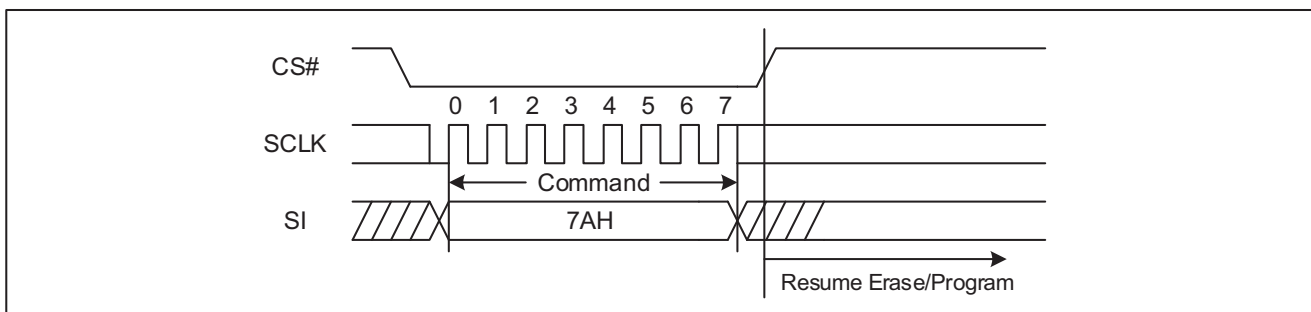 CS#
0 1 2 3 4 5 6 7
SCLK
Command
SI
7AH
Resume Erase/Program